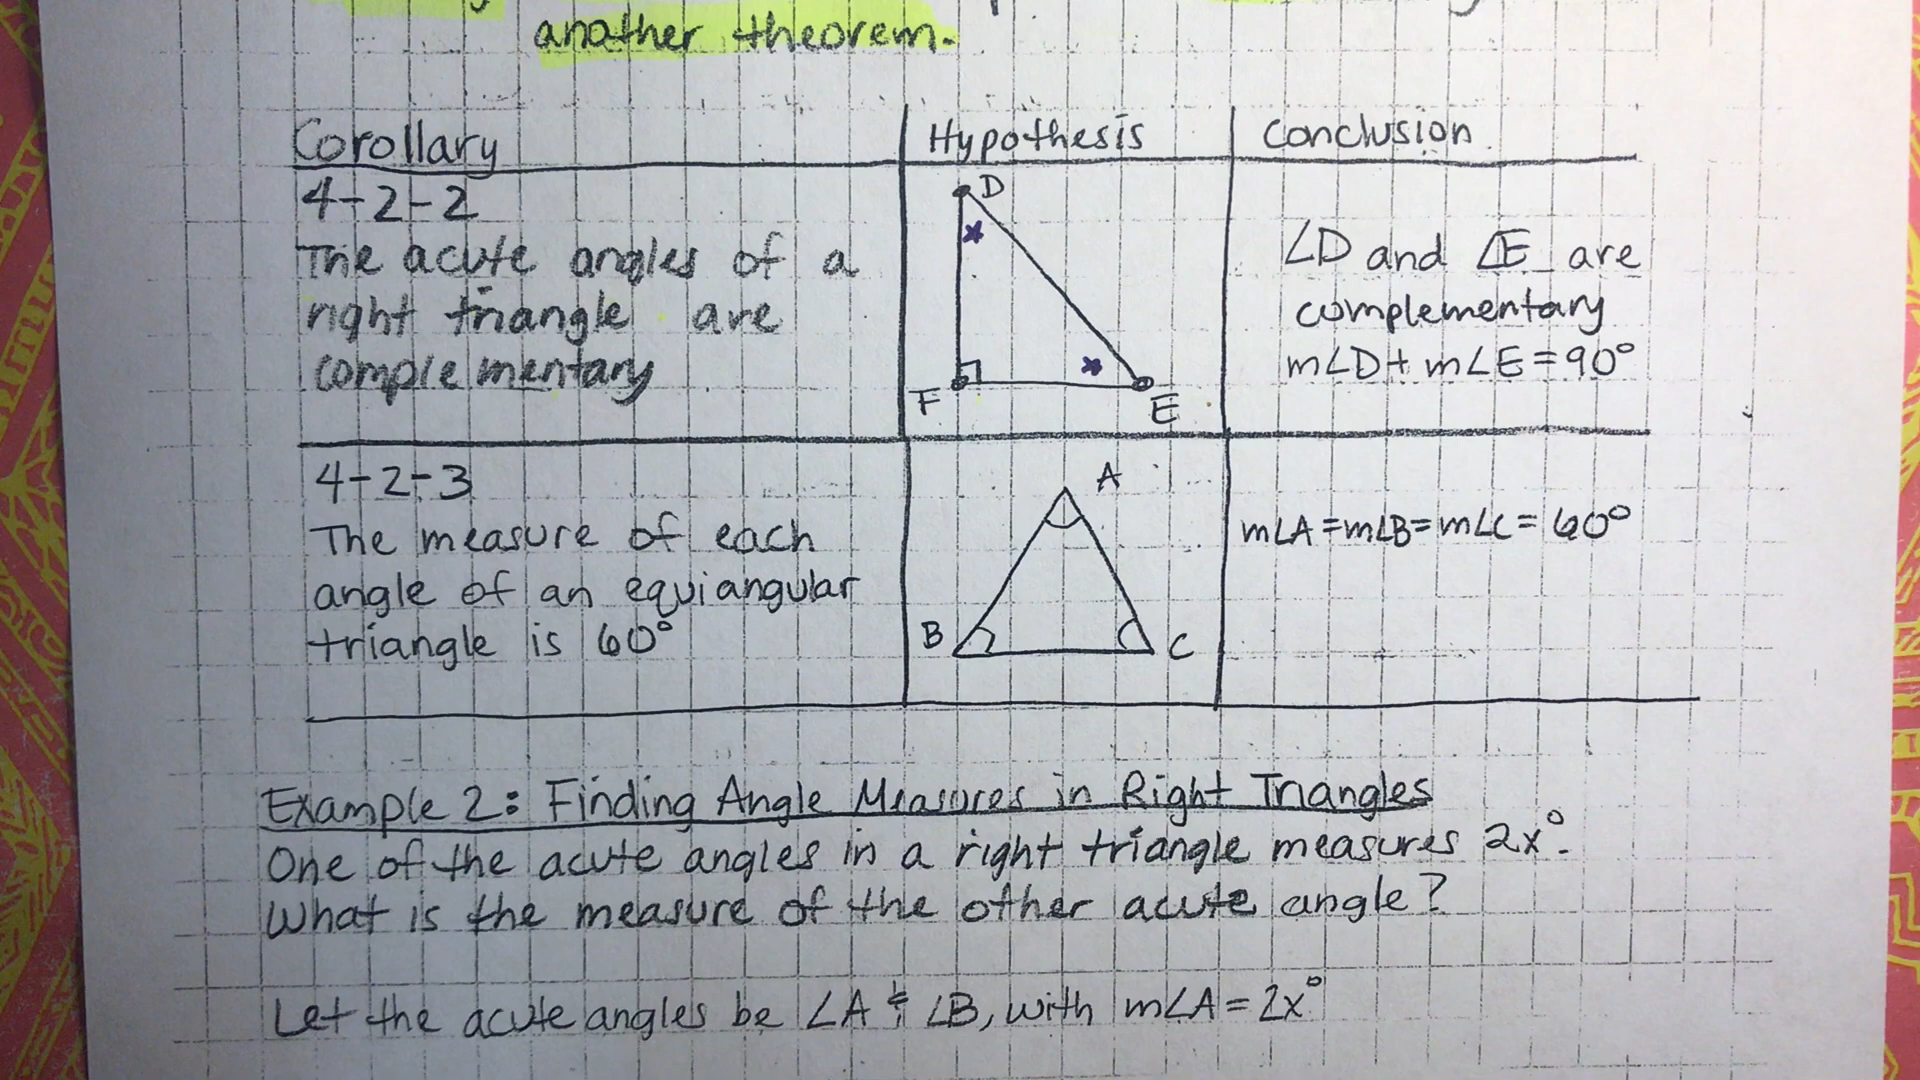 another theorem.
Corollary
Hypothesis
Conclusion
4-2-2
The acute angles of a
right triangle are
complementary
D
F
E
∠D and ∠E are
complementary
m∠D + m∠E = 90°
4-2-3
The measure of each
angle of an equiangular
triangle is 60°
A
B
C
m∠A = m∠B = m∠C = 60°
Example 2: Finding Angle Measures in Right Triangles
One of the acute angles in a right triangle measures 2x°.
What is the measure of the other acute angle?
Let the acute angles be ∠A & ∠B, with m∠A = 2x°